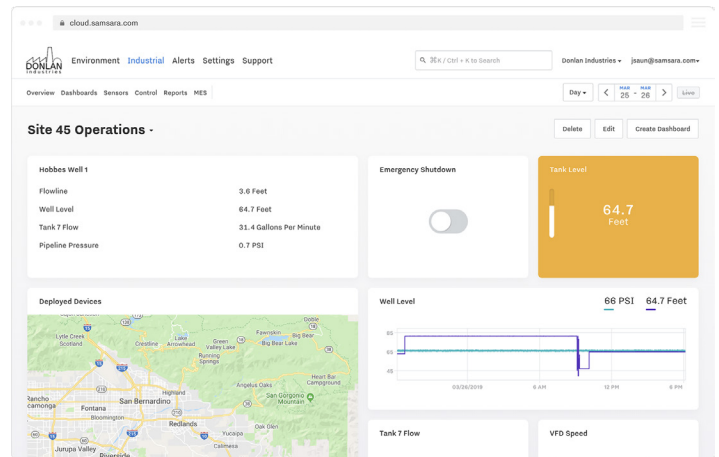 cloud.samsara.com
DONLAN
industries
Environment Industrial Alerts Settings Support
⌘K / Ctrl + K to Search
Donlan Industries
jsaun@samsara.com
Overview Dashboards Sensors Control Reports MES
Day
MAR 25 - MAR 26
Live
Site 45 Operations
Delete
Edit
Create Dashboard
Hobbes Well 1
Flowline 3.6 Feet
Well Level 64.7 Feet
Tank 7 Flow 31.4 Gallons Per Minute
Pipeline Pressure 0.7 PSI
Emergency Shutdown
Tank Level
64.7
Feet
Deployed Devices
Lytle Creek
Scotland
Crestline
Lake
Arrowhead
Green
Valley Lake
Running
Springs
Fawnskin
Big Bear
Big Bear Lake
Doble
Heart Bar
Campground
Angelus Oaks
San Gorgonio
Mountain
Rancho
Fontana
San Bernardino
Highland
Bloomington
Redlands
Oak Glen
Yucaipa
Calimesa
Jurupa Valley
Riverside
Well Level
66 PSI 64.7 Feet
85
65
45
03/26/2018 6 AM 12 PM 6 PM
Tank 7 Flow
VFD Speed